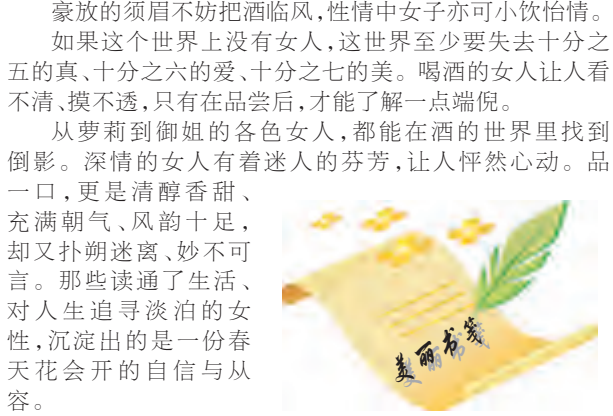 豪放的须眉不妨把酒临风,性情中女子亦可小饮怡情。
如果这个世界上没有女人,这世界至少要失去十分之
五的真、十分之六的爱、十分之七的美。喝酒的女人让人看
不清、摸不透,只有在品尝后,才能了解一点端倪。
从萝莉到御姐的各色女人,都能在酒的世界里找到
倒影。深情的女人有着迷人的芬芳,让人怦然心动。品
一口,更是清醇香甜、
充满朝气、风韵十足,
却又扑朔迷离、妙不可
言。那些读通了生活、
对人生追寻淡泊的女
性,沉淀出的是一份春
天花会开的自信与从
容。
美丽书笺